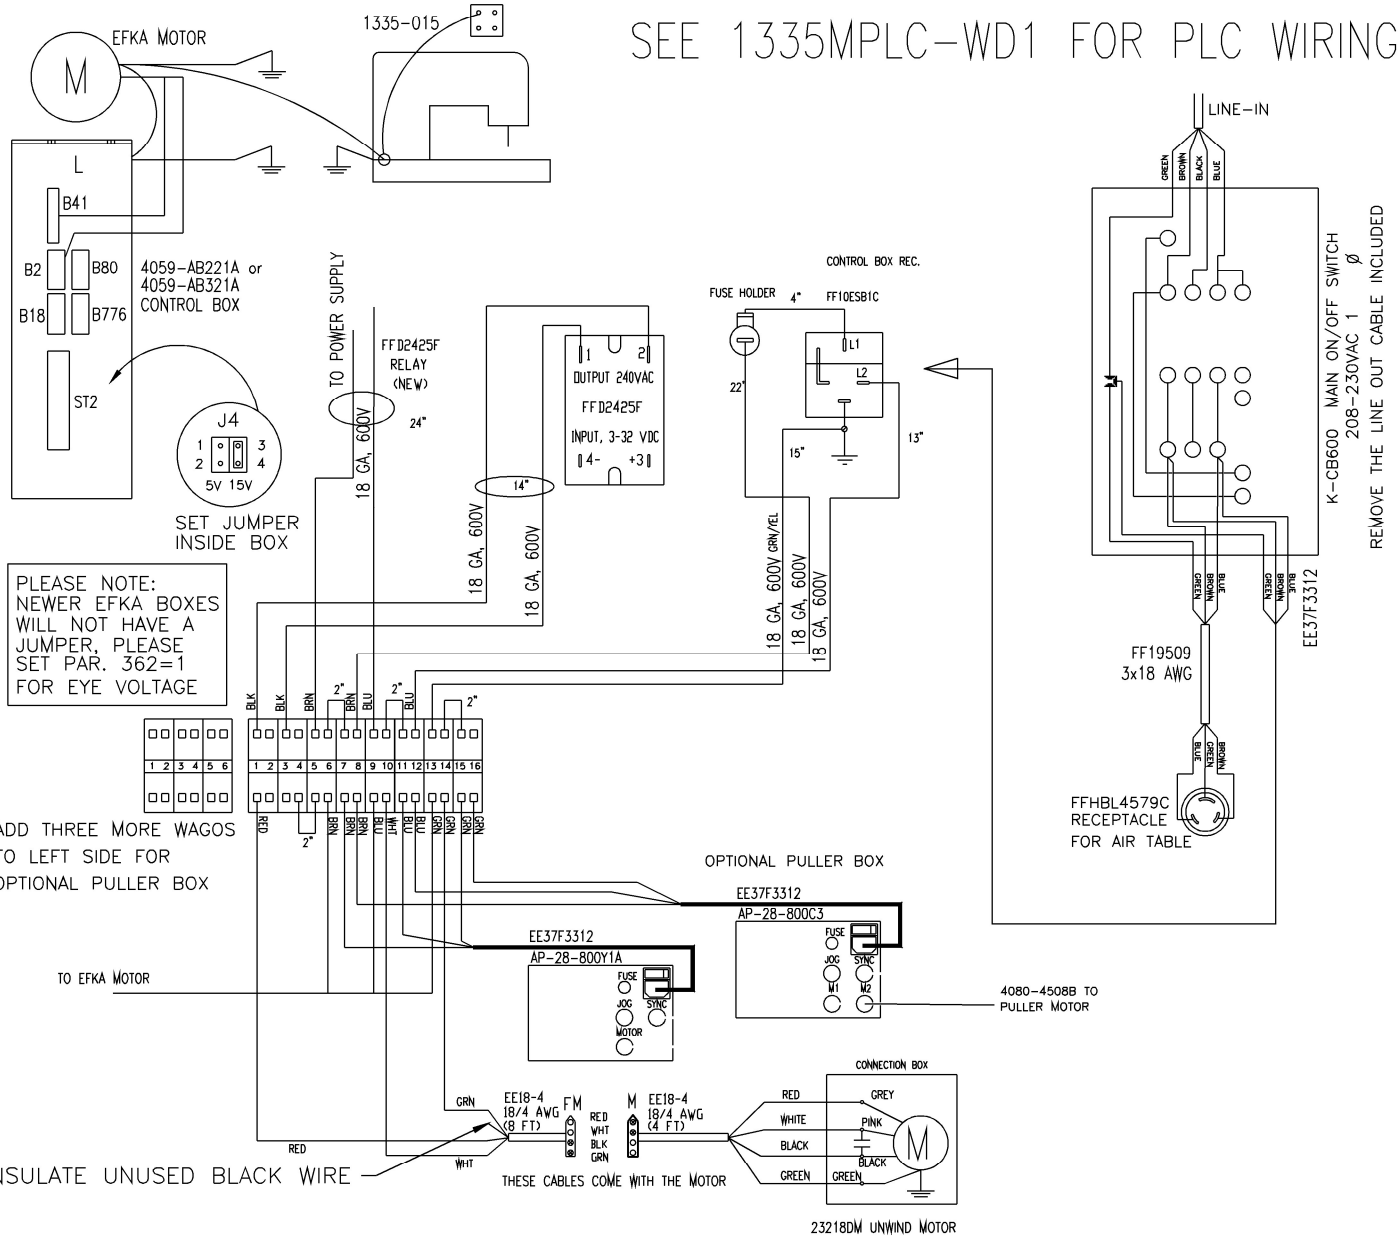 SEE 1335MPLC-WD1 FOR PLC WIRING
EFKA MOTOR
M
1335-015
L
B41
B2
B80
B18
B776
ST2
4059-AB221A or
4059-AB321A
CONTROL BOX
J4
1 3
2 4
5V 15V
SET JUMPER
INSIDE BOX
PLEASE NOTE:
NEWER EFKA BOXES
WILL NOT HAVE A
JUMPER, PLEASE
SET PAR. 362=1
FOR EYE VOLTAGE
TO POWER SUPPLY
FFD2425F
RELAY
(NEW)
24"
18 GA, 600V
14"
18 GA, 600V
18 GA, 600V
1 2
OUTPUT 240VAC
FFD2425F
INPUT, 3-32 VDC
4- +3
CONTROL BOX REC.
FUSE HOLDER
4"
FF10ESB1C
L1
L2
22"
15"
13"
18 GA, 600V GRN/YEL
18 GA, 600V
18 GA, 600V
LINE-IN
GREEN
BROWN
BLACK
BLUE
K-CB600 MAIN ON/OFF SWITCH
208-230VAC 1 Ø
REMOVE THE LINE OUT CABLE INCLUDED
GREEN
BROWN
BLUE
GREEN
BROWN
BLUE
EE37F3312
FF19509
3x18 AWG
BLUE
GREEN
BROWN
FFHBL4579C
RECEPTACLE
FOR AIR TABLE
BLK
BLK
BRN
2"
BRN
BLU
2"
BLU
2"
1 2 3 4 5 6
1 2 3 4 5 6 7 8 9 10 11 12 13 14 15 16
RED
2"
BRN
BRN
BRN
BLU
WHT
BLU
BLU
GRN
GRN
GRN
GRN
ADD THREE MORE WAGOS
TO LEFT SIDE FOR
OPTIONAL PULLER BOX
OPTIONAL PULLER BOX
EE37F3312
AP-28-800C3
FUSE
JOG
SYNC
M1
M2
4080-4508B TO
PULLER MOTOR
EE37F3312
AP-28-800Y1A
FUSE
JOG
SYNC
MOTOR
TO EFKA MOTOR
GRN
RED
WHT
INSULATE UNUSED BLACK WIRE
EE18-4
18/4 AWG
(8 FT)
FM
RED
WHT
BLK
GRN
M
EE18-4
18/4 AWG
(4 FT)
THESE CABLES COME WITH THE MOTOR
RED
WHITE
BLACK
GREEN
CONNECTION BOX
GREY
PINK
BLACK
GREEN
M
23218DM UNWIND MOTOR